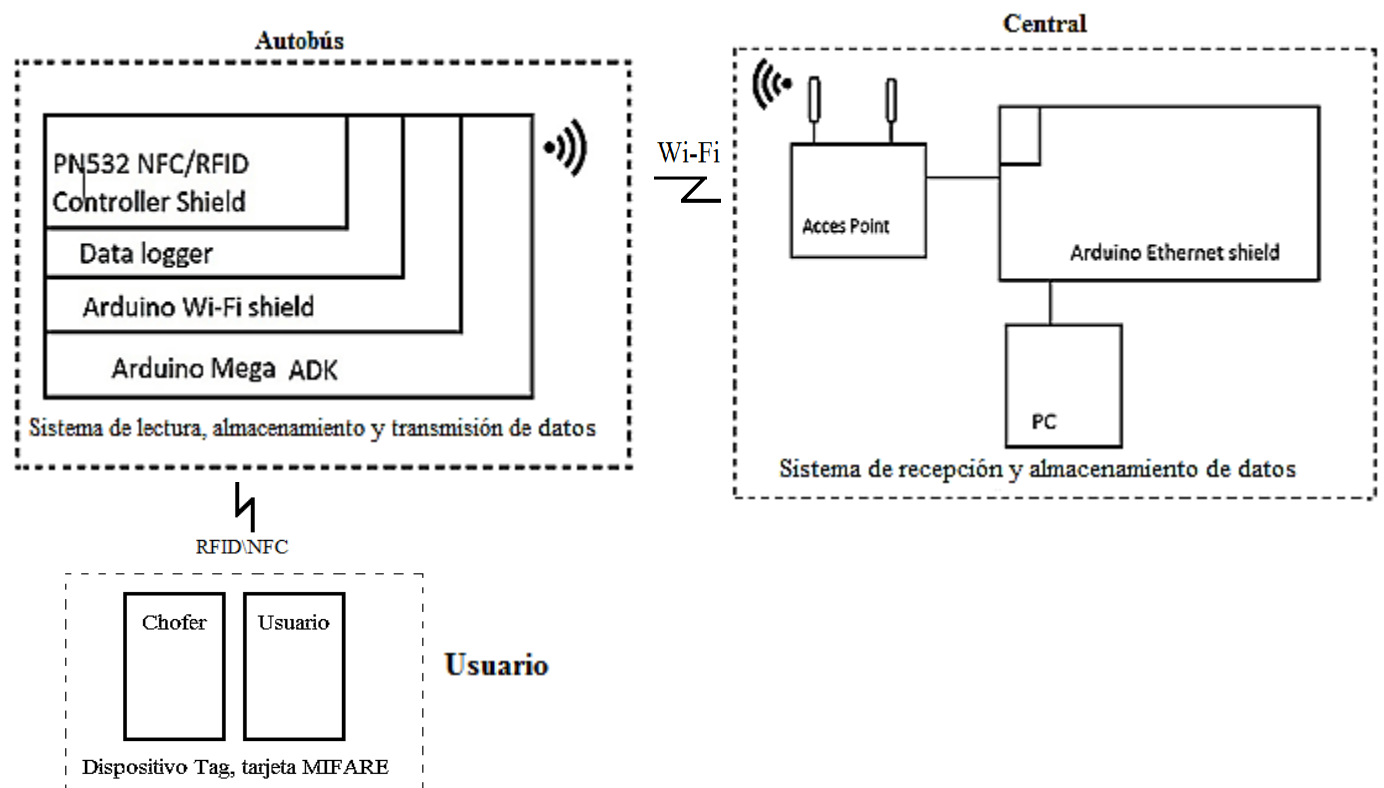 Autobús
PN532 NFC/RFID
Controller Shield
Data logger
Arduino Wi-Fi shield
Arduino Mega ADK
Sistema de lectura, almacenamiento y transmisión de datos
Wi-Fi
Central
Acces Point
Arduino Ethernet shield
PC
Sistema de recepción y almacenamiento de datos
RFID\NFC
Chofer
Usuario
Usuario
Dispositivo Tag, tarjeta MIFARE